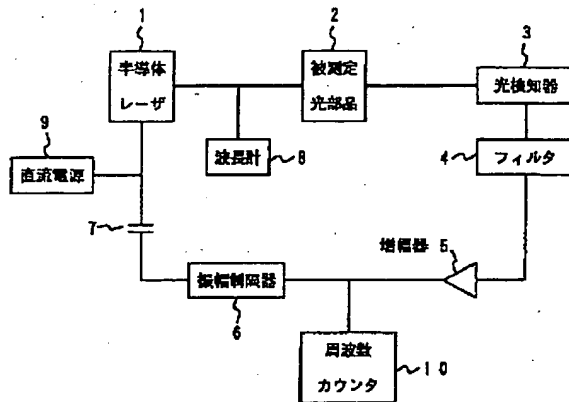 1
半導体
レーザ
2
被測定
光部品
3
光検知器
9
直流電源
波長計
8
4
フィルタ
7
増幅器 5
振幅制限器
6
周波数
カウンタ
10